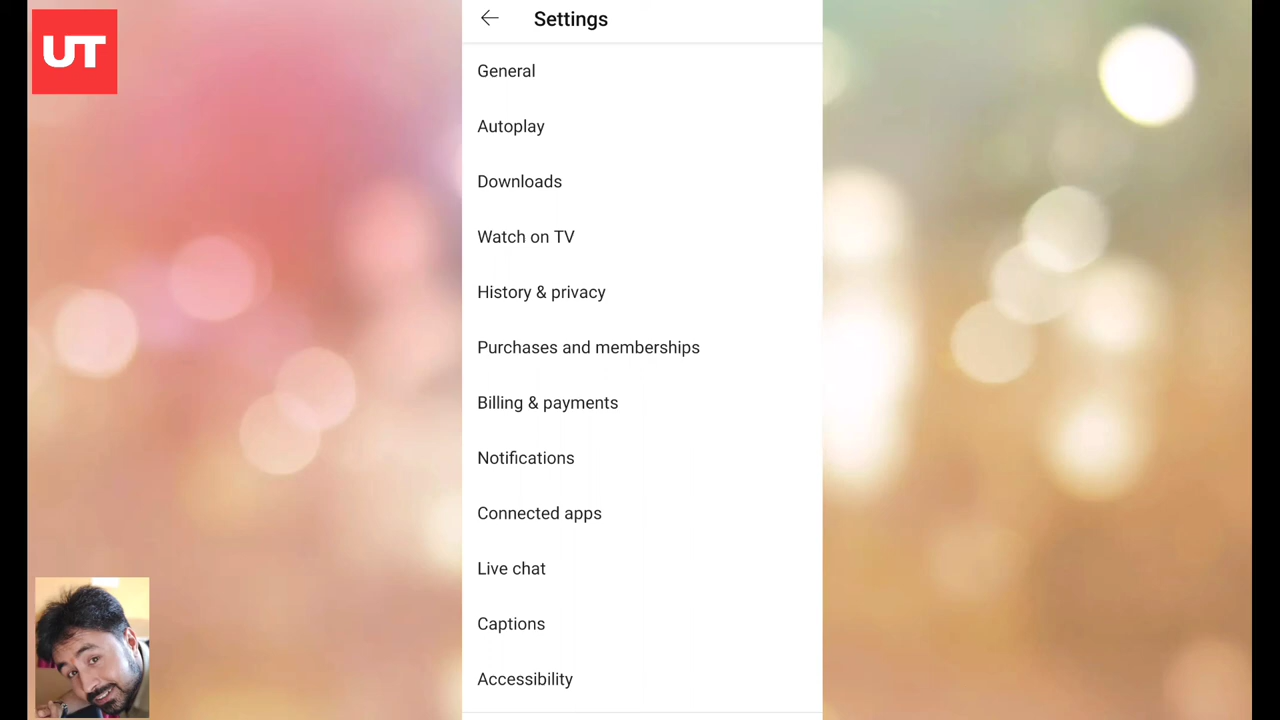 UT
Settings
General
Autoplay
Downloads
Watch on TV
History & privacy
Purchases and memberships
Billing & payments
Notifications
Connected apps
Live chat
Captions
Accessibility